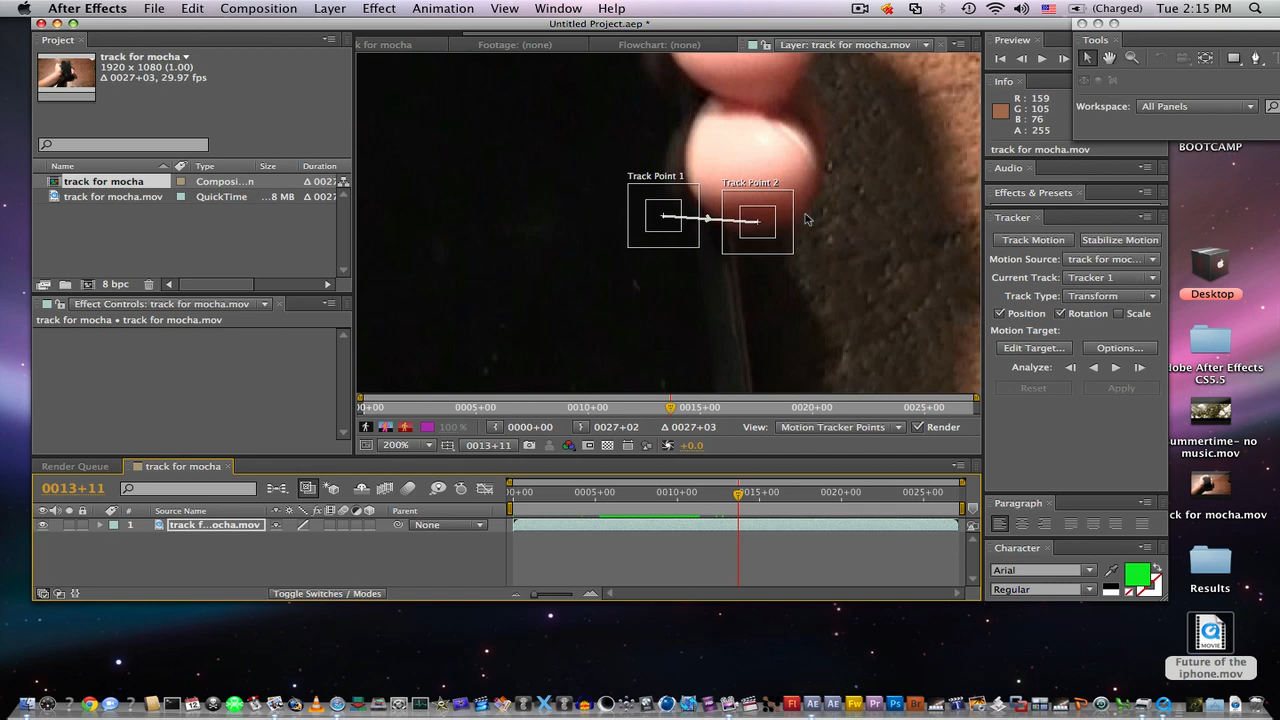 After Effects File Edit Composition Layer Effect Animation View Window Help (Charged) Tue 2:15 PM
Untitled Project.aep *
Project
track for mocha
1920 x 1080 (1.00)
Δ 0027+03, 29.97 fps
Name Type Size Duration
track for mocha Composi...n Δ 0027
track for mocha.mov QuickTime ...8 MB Δ 0027
8 bpc
Effect Controls: track for mocha.mov
track for mocha • track for mocha.mov
k for mocha Footage: (none) Flowchart: (none) Layer: track for mocha.mov
Track Point 1
Track Point 2
0+00 0005+00 0010+00 0015+00 0020+00 0025+00
100 % 0000+00 0027+02 Δ 0027+03 View: Motion Tracker Points Render
200% 0013+11 +0.0
Preview
Info
R : 159
G : 105
B : 76
A : 255
track for mocha.mov
Audio
Effects & Presets
Tracker
Track Motion Stabilize Motion
Motion Source: track for moc...
Current Track: Tracker 1
Track Type: Transform
Position Rotation Scale
Motion Target:
Edit Target... Options...
Analyze:
Reset Apply
Paragraph
Character
Arial
Regular
Tools
Workspace: All Panels
BOOTCAMP
Desktop
dobe After Effects
CS5.5
ummertime- no
music.mov
ck for mocha.mov
Results
MOVIE
Future of the
iphone.mov
Render Queue track for mocha
0013+11
# Source Name Parent
1 track f...ocha.mov None
:00+00 0005+00 0010+00 0015+00 0020+00 0025+00
Toggle Switches / Modes